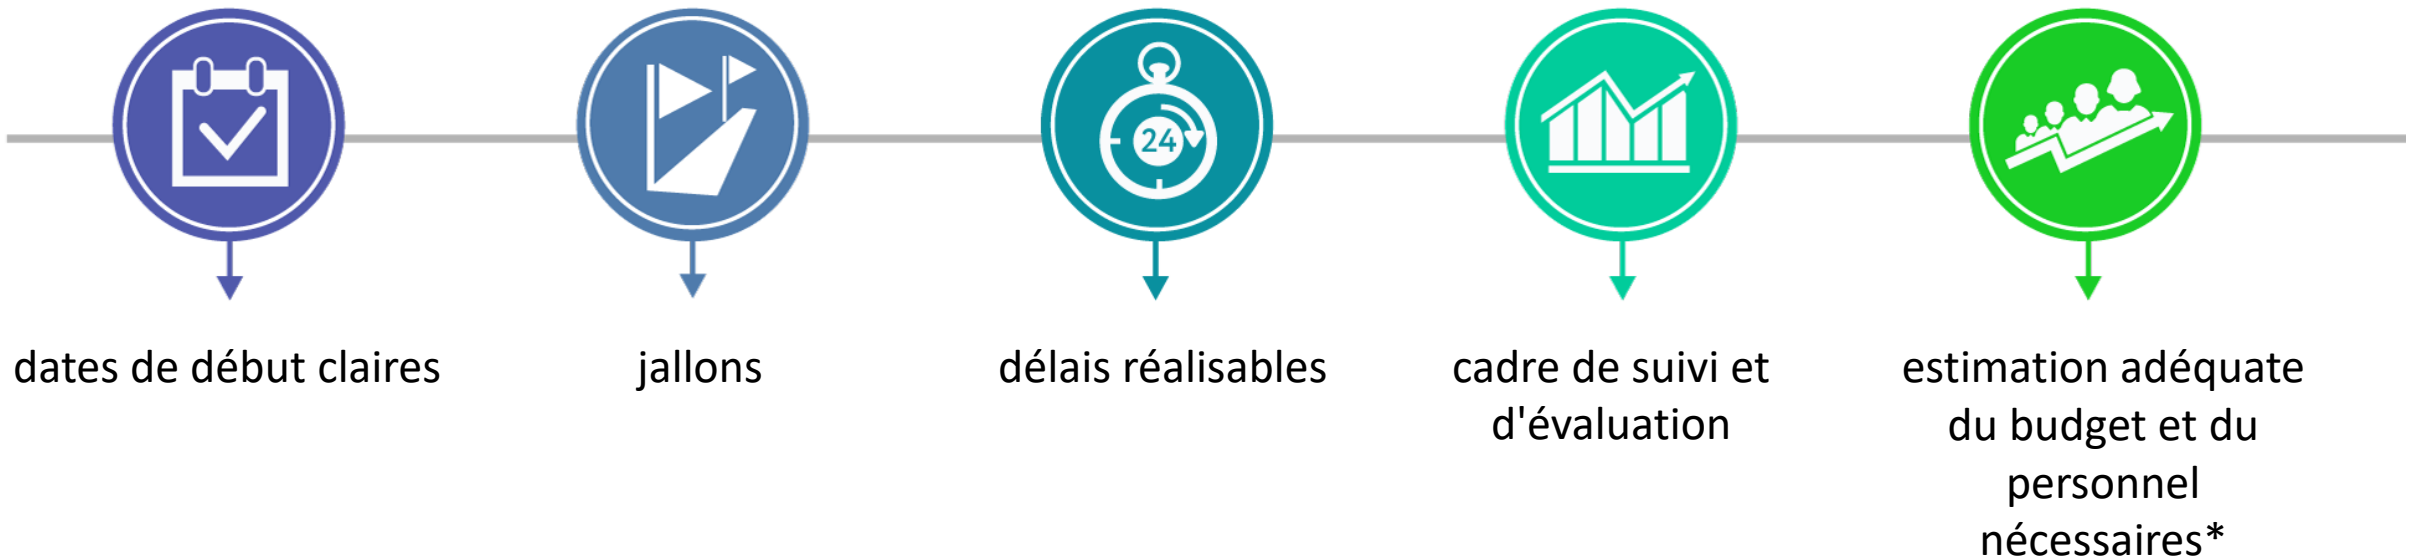 24
dates de début claires
jallons
délais réalisables
cadre de suivi et
d'évaluation
estimation adéquate
du budget et du
personnel
nécessaires*